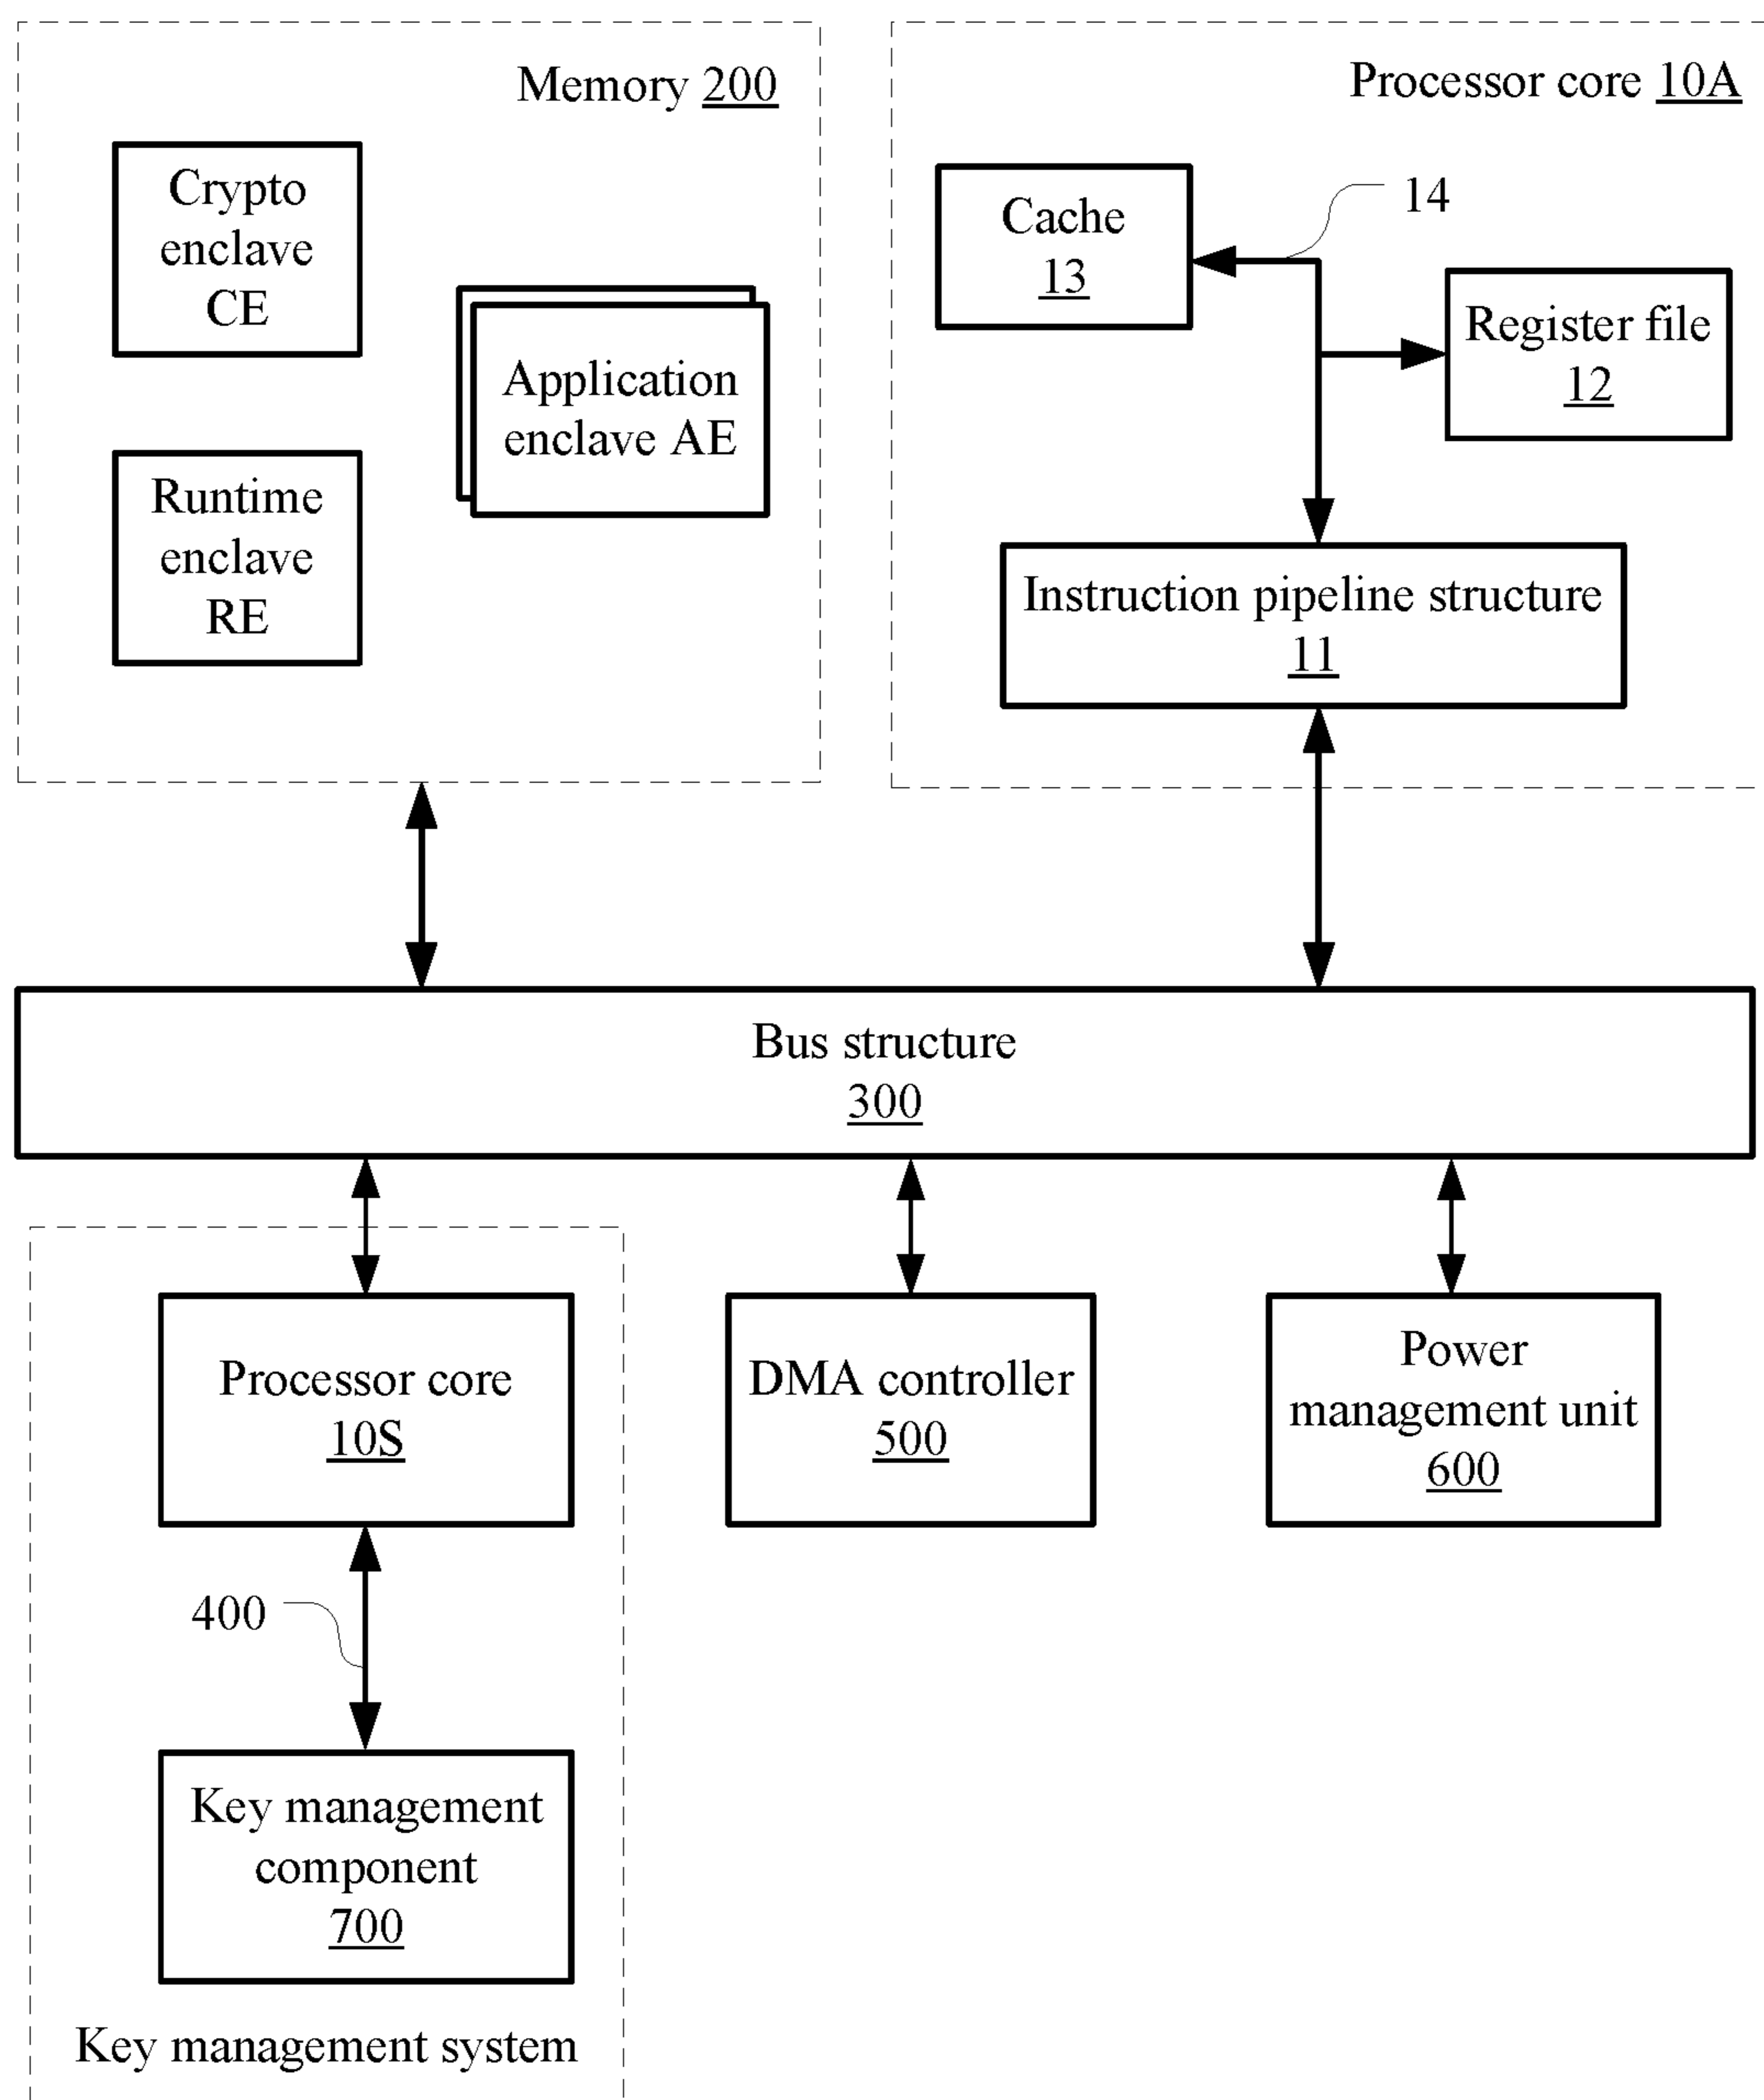 Memory 200
Crypto
enclave
CE
Application
enclave AE
Runtime
enclave
RE
Processor core 10A
Cache
13
14
Register file
12
Instruction pipeline structure
11
Bus structure
300
Processor core
10S
DMA controller
500
Power
management unit
600
400
Key management
component
700
Key management system